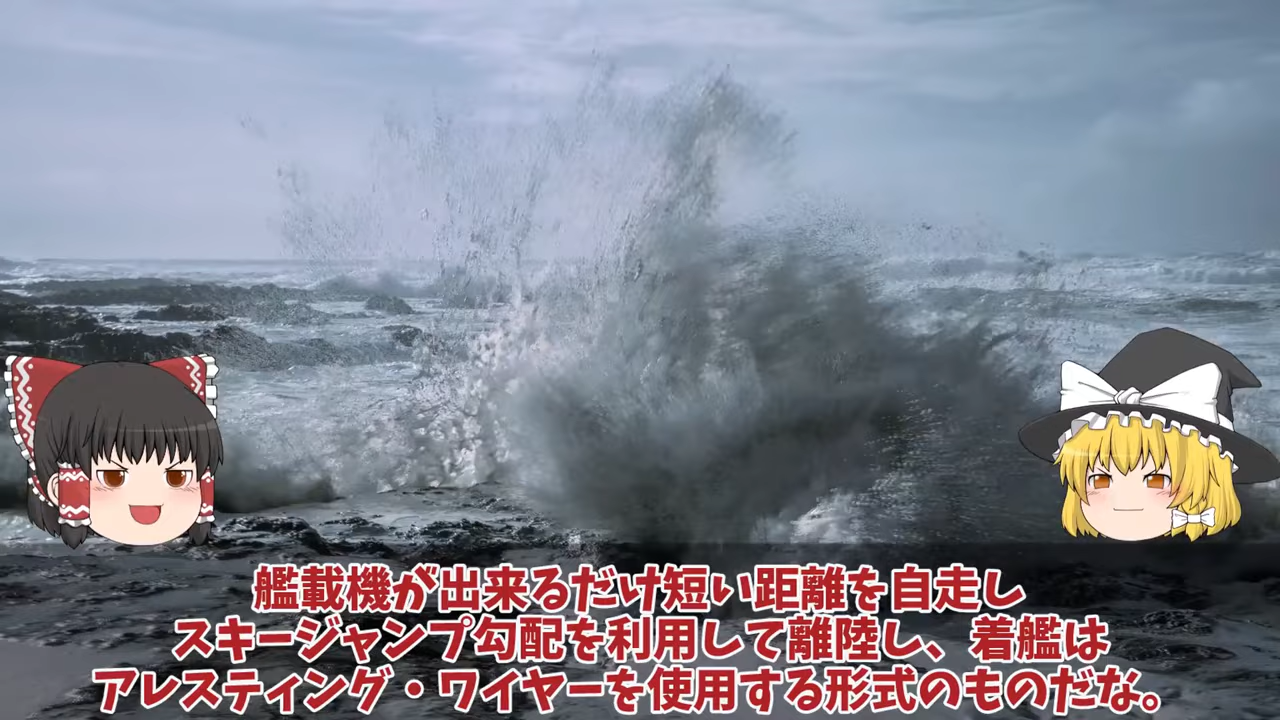 艦載機が出来るだけ短い距離を自走し
スキージャンプ勾配を利用して離陸し、着艦は
アレスティング・ワイヤーを使用する形式のものだな。